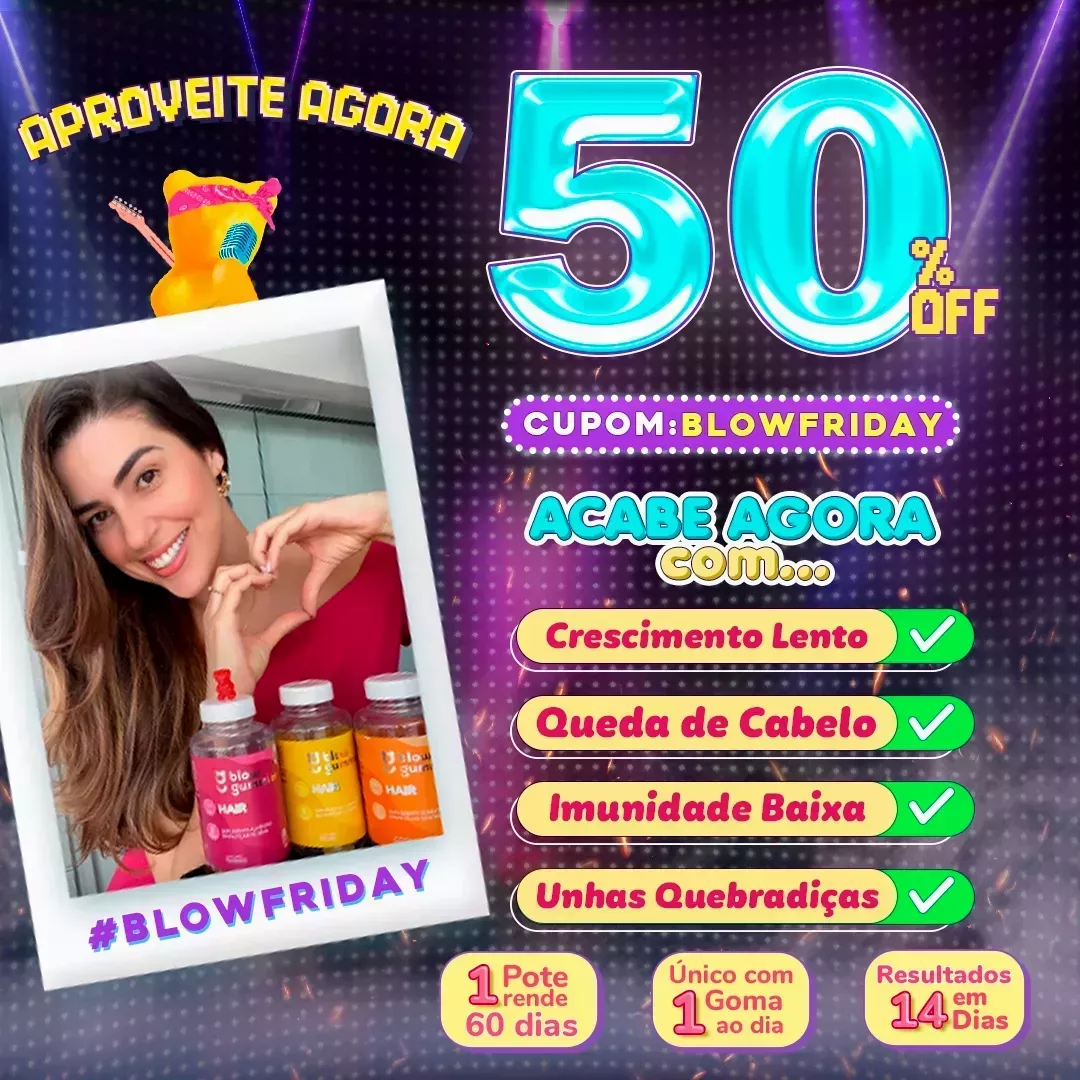 APROVEITE AGORA
50
%
OFF
CUPOM:BLOWFRIDAY
ACABE AGORA
com...
Crescimento Lento
Queda de Cabelo
Imunidade Baixa
Unhas Quebradiças
blow
HAIR
HAIR
HAIR
#BLOWFRIDAY
1 Pote
rende
60 dias
Único com
1 Goma
ao dia
Resultados
14 em
Dias